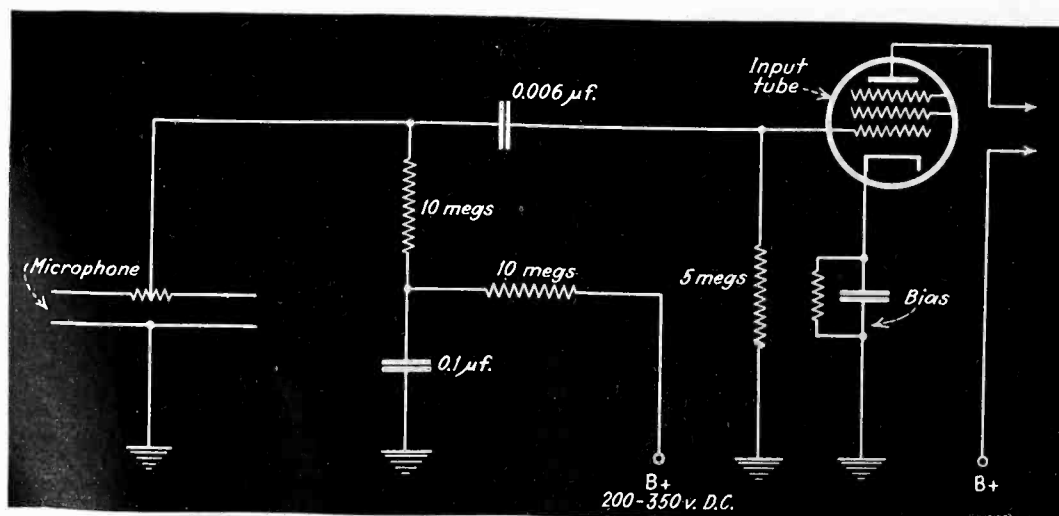 Input
tube
0.006 μf.
10 megs
Microphone
10 megs
5 megs
Bias
0.1 μf.
B+
200-350 v. D.C.
B+